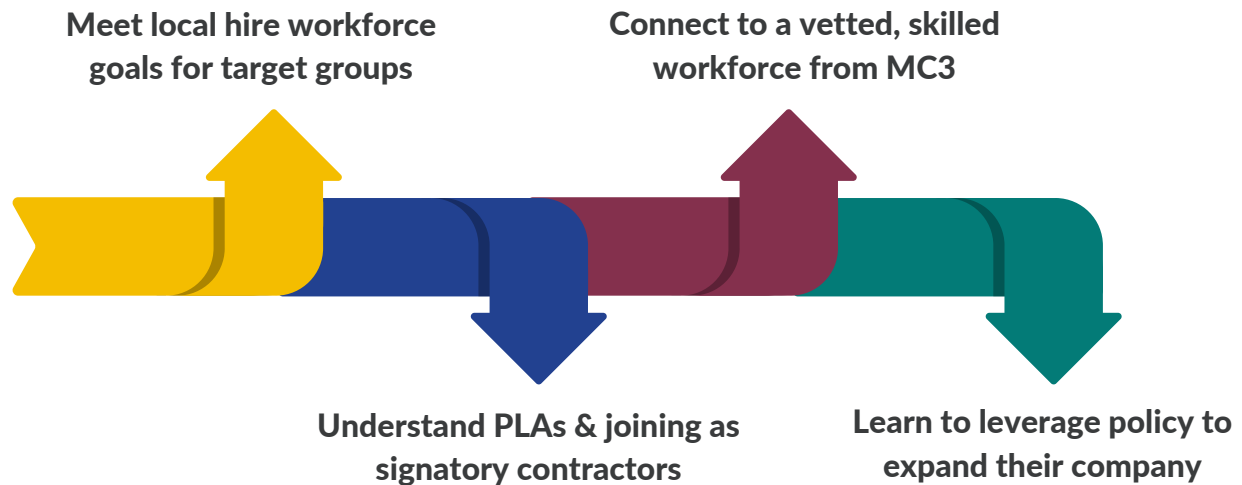 Meet local hire workforce
goals for target groups
Connect to a vetted, skilled
workforce from MC3
Understand PLAs & joining as
signatory contractors
Learn to leverage policy to
expand their company